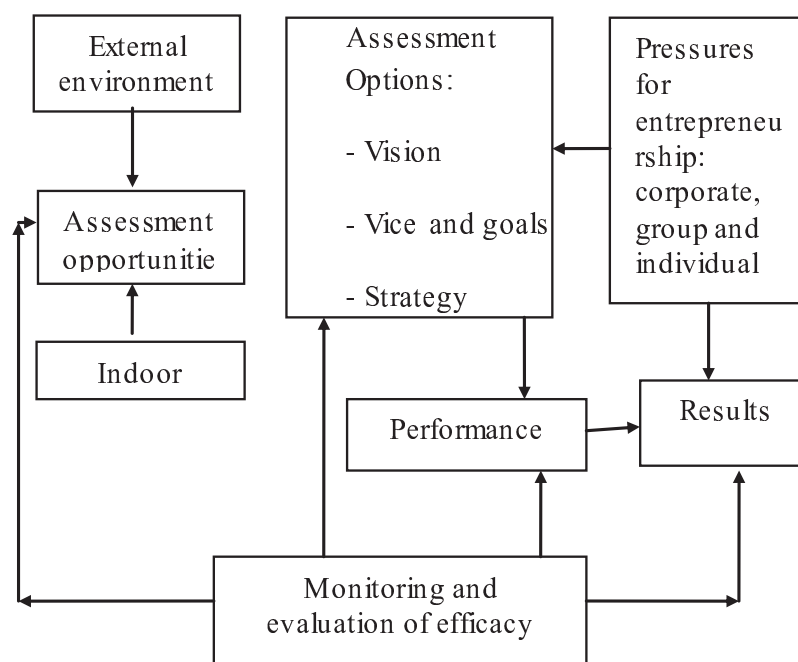 External
environment
Assessment
opportunitie
Indoor
Assessment
Options:
- Vision
- Vice and goals
- Strategy
Pressures
for
entrepreneu
rship:
corporate,
group and
individual
Performance
Results
Monitoring and
evaluation of efficacy